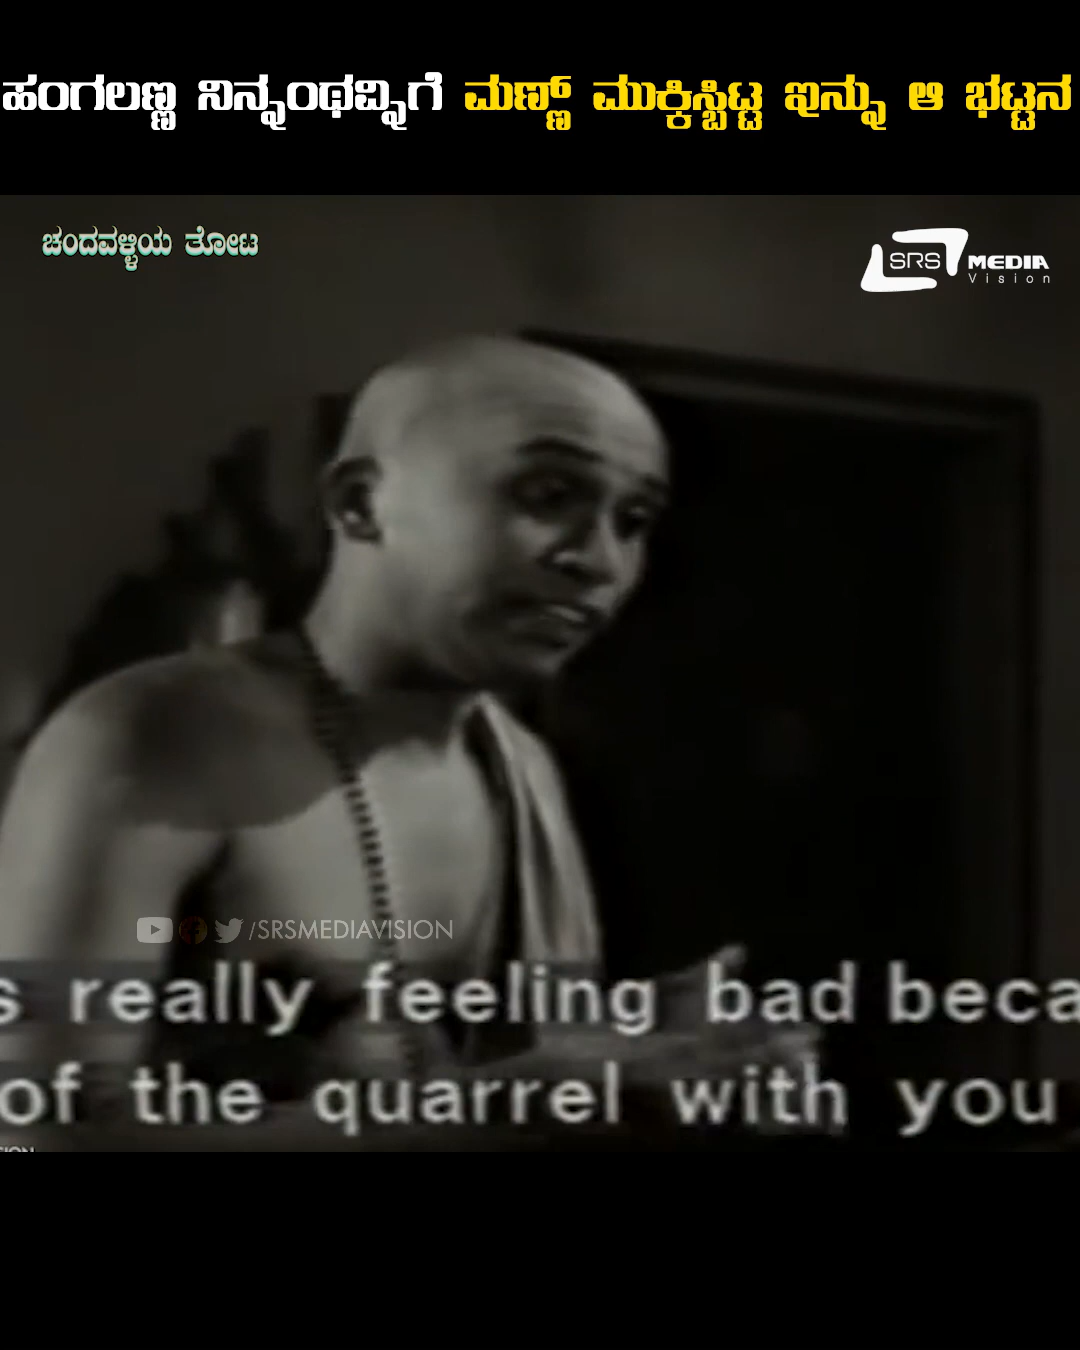 ಹಂಗಲಣ್ಣ ನಿನ್ನಂಥವ್ನಿಗೆ ಮಣ್ಣ್ ಮುಕ್ಕಿಸ್ಬಿಟ್ಟ ಇನ್ನು ಆ ಭಟ್ಟನ
ಚಂದವಳ್ಳಿಯ ತೋಟ
SRS MEDIA
Vision
/SRSMEDIAVISION
s really feeling bad beca
of the quarrel with you